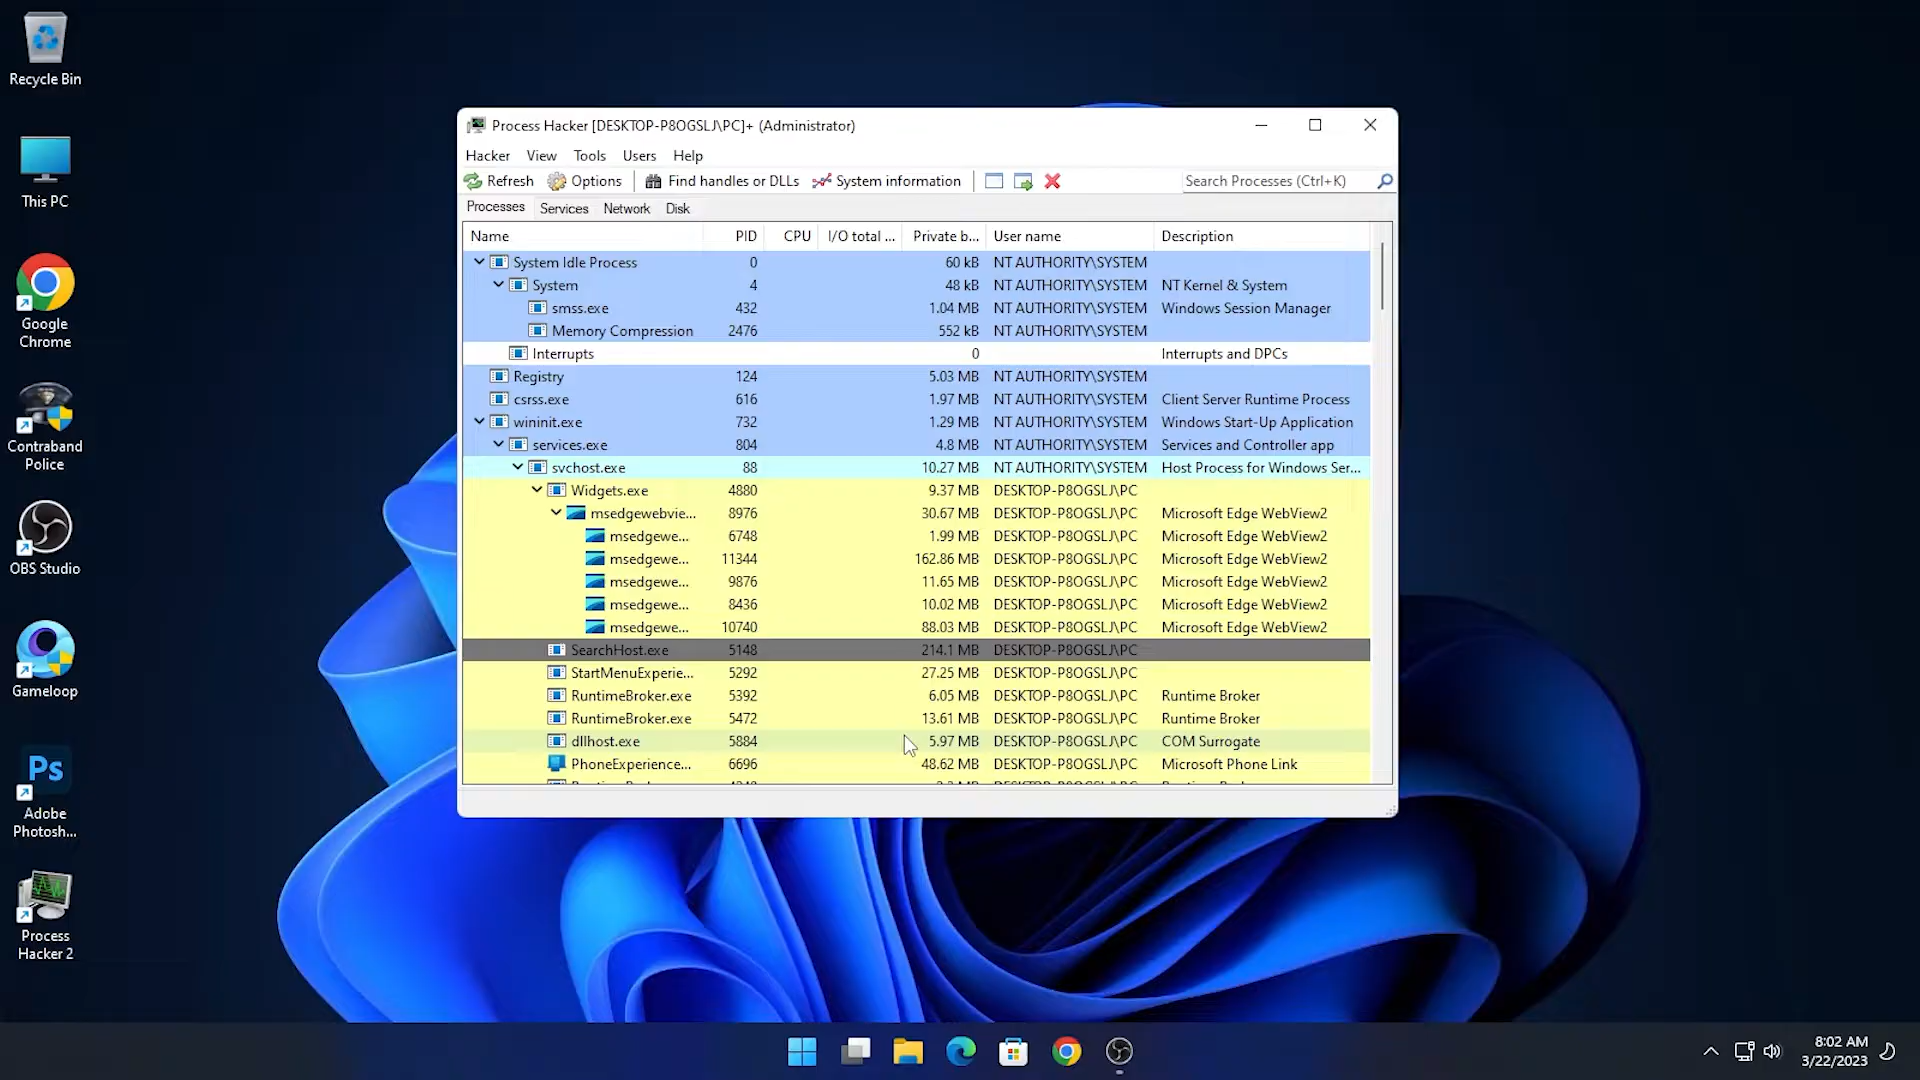 Recycle Bin
This PC
Google
Chrome
Contraband
Police
OBS Studio
Gameloop
Ps
Adobe
Photosh...
Process
Hacker 2
Process Hacker [DESKTOP-P8OGSLJ\PC]+ (Administrator)
Hacker View Tools Users Help
Refresh Options Find handles or DLLs System information Search Processes (Ctrl+K)
Processes Services Network Disk
Name PID CPU I/O total ... Private b... User name Description
System Idle Process 0 60 kB NT AUTHORITY\SYSTEM
System 4 48 kB NT AUTHORITY\SYSTEM NT Kernel & System
smss.exe 432 1.04 MB NT AUTHORITY\SYSTEM Windows Session Manager
Memory Compression 2476 552 kB NT AUTHORITY\SYSTEM
Interrupts 0 Interrupts and DPCs
Registry 124 5.03 MB NT AUTHORITY\SYSTEM
csrss.exe 616 1.97 MB NT AUTHORITY\SYSTEM Client Server Runtime Process
wininit.exe 732 1.29 MB NT AUTHORITY\SYSTEM Windows Start-Up Application
services.exe 804 4.8 MB NT AUTHORITY\SYSTEM Services and Controller app
svchost.exe 88 10.27 MB NT AUTHORITY\SYSTEM Host Process for Windows Ser...
Widgets.exe 4880 9.37 MB DESKTOP-P8OGSLJ\PC
msedgewebvie... 8976 30.67 MB DESKTOP-P8OGSLJ\PC Microsoft Edge WebView2
msedgewe... 6748 1.99 MB DESKTOP-P8OGSLJ\PC Microsoft Edge WebView2
msedgewe... 11344 162.86 MB DESKTOP-P8OGSLJ\PC Microsoft Edge WebView2
msedgewe... 9876 11.65 MB DESKTOP-P8OGSLJ\PC Microsoft Edge WebView2
msedgewe... 8436 10.02 MB DESKTOP-P8OGSLJ\PC Microsoft Edge WebView2
msedgewe... 10740 88.03 MB DESKTOP-P8OGSLJ\PC Microsoft Edge WebView2
SearchHost.exe 5148 214.1 MB DESKTOP-P8OGSLJ\PC
StartMenuExperie... 5292 27.25 MB DESKTOP-P8OGSLJ\PC
RuntimeBroker.exe 5392 6.05 MB DESKTOP-P8OGSLJ\PC Runtime Broker
RuntimeBroker.exe 5472 13.61 MB DESKTOP-P8OGSLJ\PC Runtime Broker
dllhost.exe 5884 5.97 MB DESKTOP-P8OGSLJ\PC COM Surrogate
PhoneExperience... 6696 48.62 MB DESKTOP-P8OGSLJ\PC Microsoft Phone Link
8:02 AM
3/22/2023